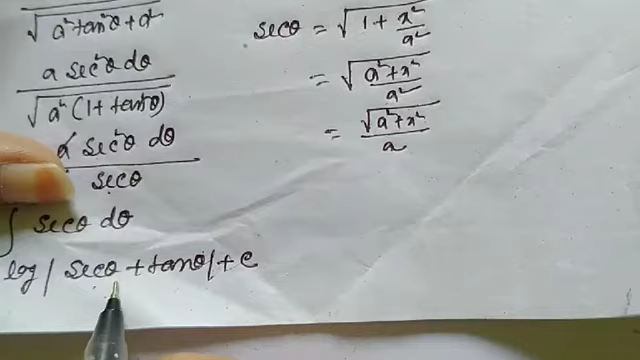 √a²tan²θ+a²
a sec²θ dθ
√a²(1+tan²θ)
a sec²θ dθ
secθ
∫ secθ dθ
log| secθ + tanθ| + c
secθ = √1 + x²/a²
= √a²+x²/a²
= √a²+x²/a